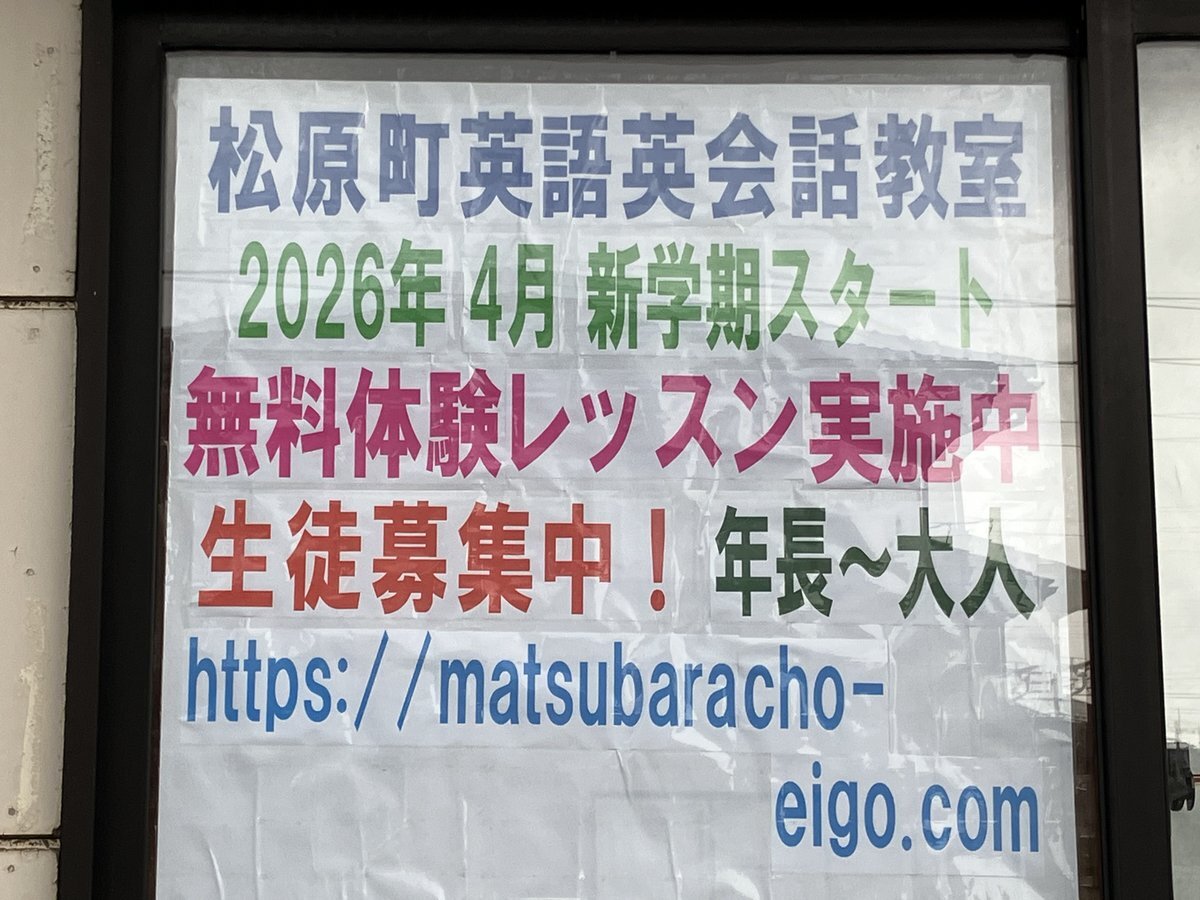 松原町英語英会話教室
2026年 4月 新学期スタート
無料体験レッスン実施中
生徒募集中！ 年長～大人
https://matsubaracho-
eigo.com